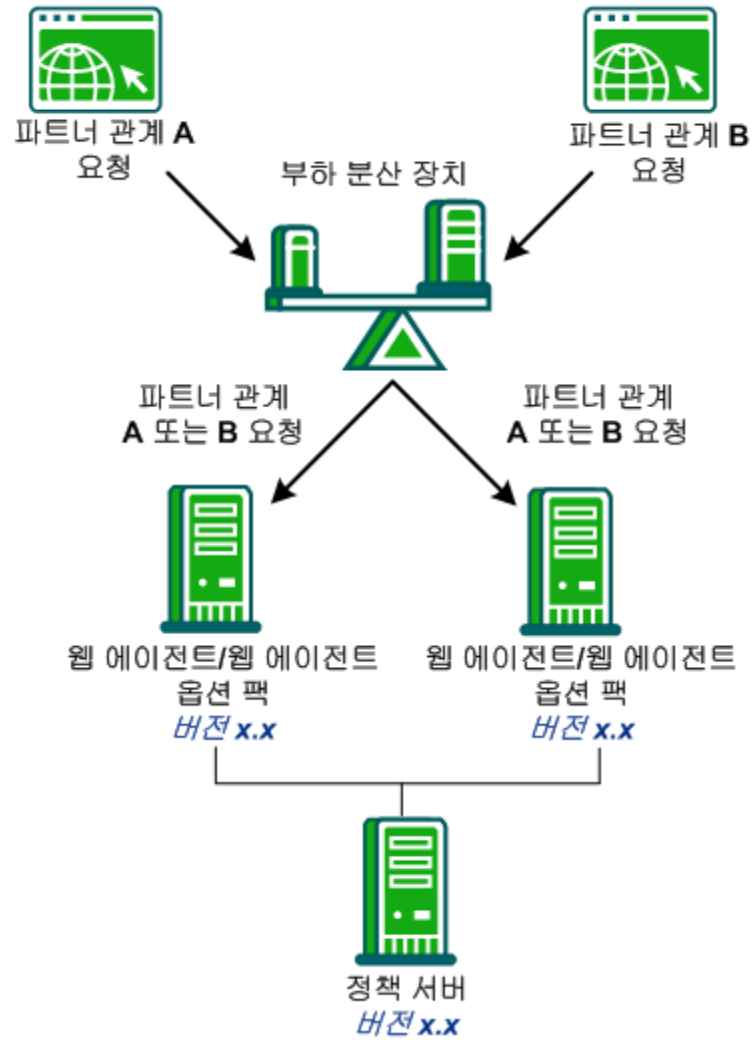 파트너 관계 A
요청
파트너 관계 B
요청
부하 분산 장치
파트너 관계
A 또는 B 요청
파트너 관계
A 또는 B 요청
웹 에이전트/웹 에이전트
옵션 팩
버전 x.x
웹 에이전트/웹 에이전트
옵션 팩
버전 x.x
정책 서버
버전 x.x